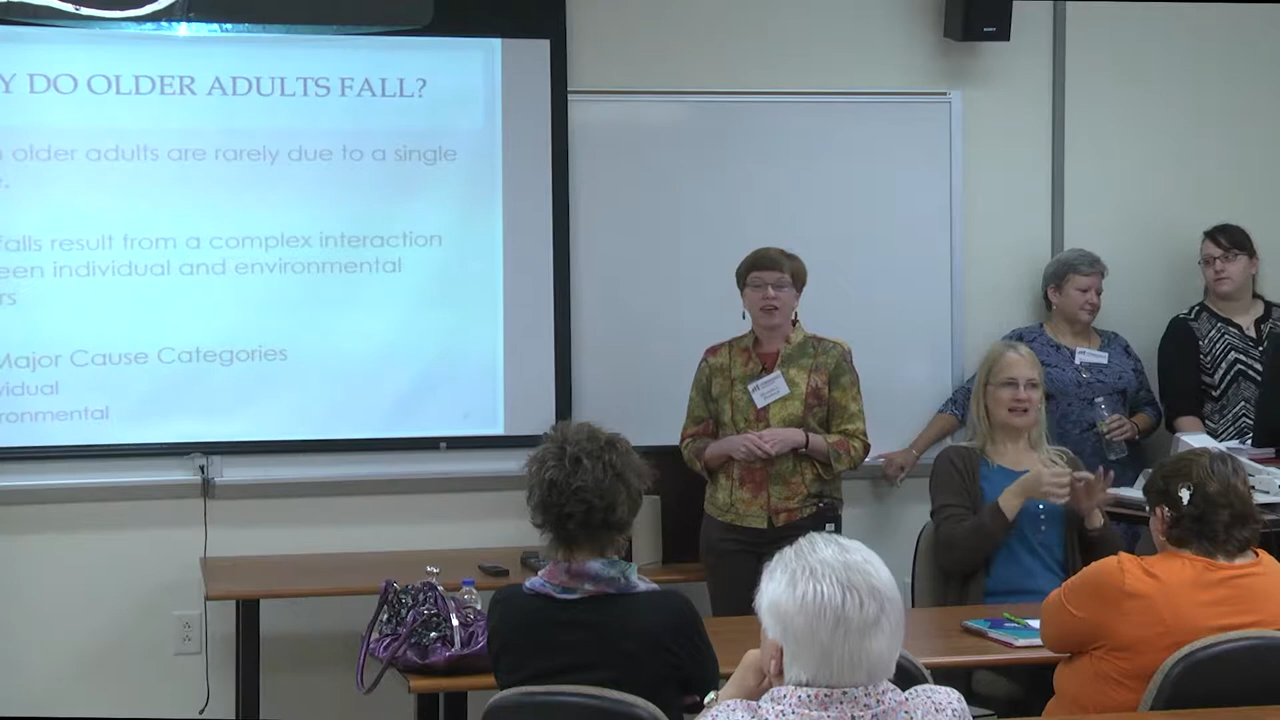 Y DO OLDER ADULTS FALL?
older adults are rarely due to a single
falls result from a complex interaction
een individual and environmental
rs
Major Cause Categories
vidual
ronmental